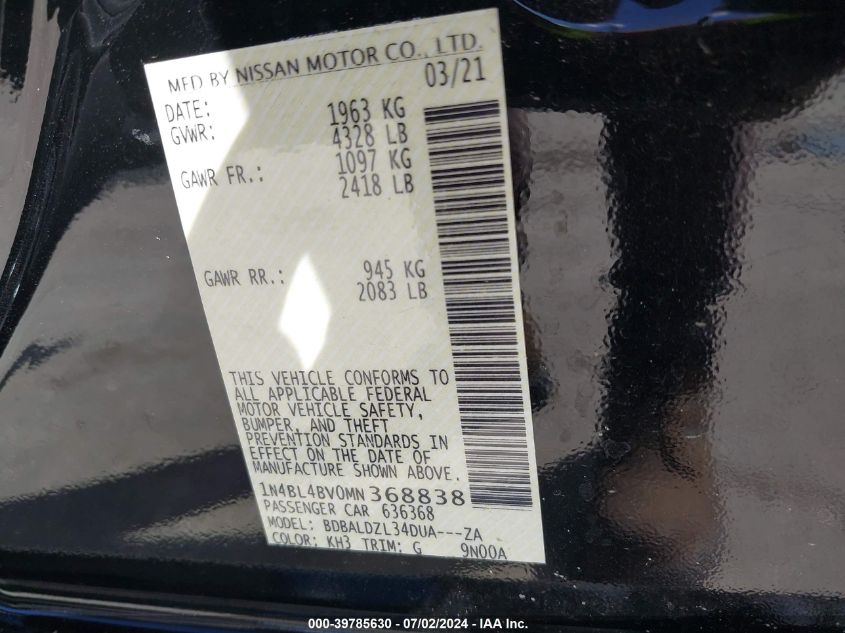 MFD BY NISSAN MOTOR CO., LTD.
DATE: 03/21
GVWR: 1963 KG
4328 LB
GAWR FR.: 1097 KG
2418 LB
GAWR RR.: 945 KG
2083 LB
THIS VEHICLE CONFORMS TO
ALL APPLICABLE FEDERAL
MOTOR VEHICLE SAFETY,
BUMPER, AND THEFT
PREVENTION STANDARDS IN
EFFECT ON THE DATE OF
MANUFACTURE SHOWN ABOVE.
1N4BL4BV0MN368838
PASSENGER CAR 636368
MODEL: BDBALDZL34DUA---ZA
COLOR: KH3 TRIM: G 9N00A
000-39785630 - 07/02/2024 - IAA Inc.